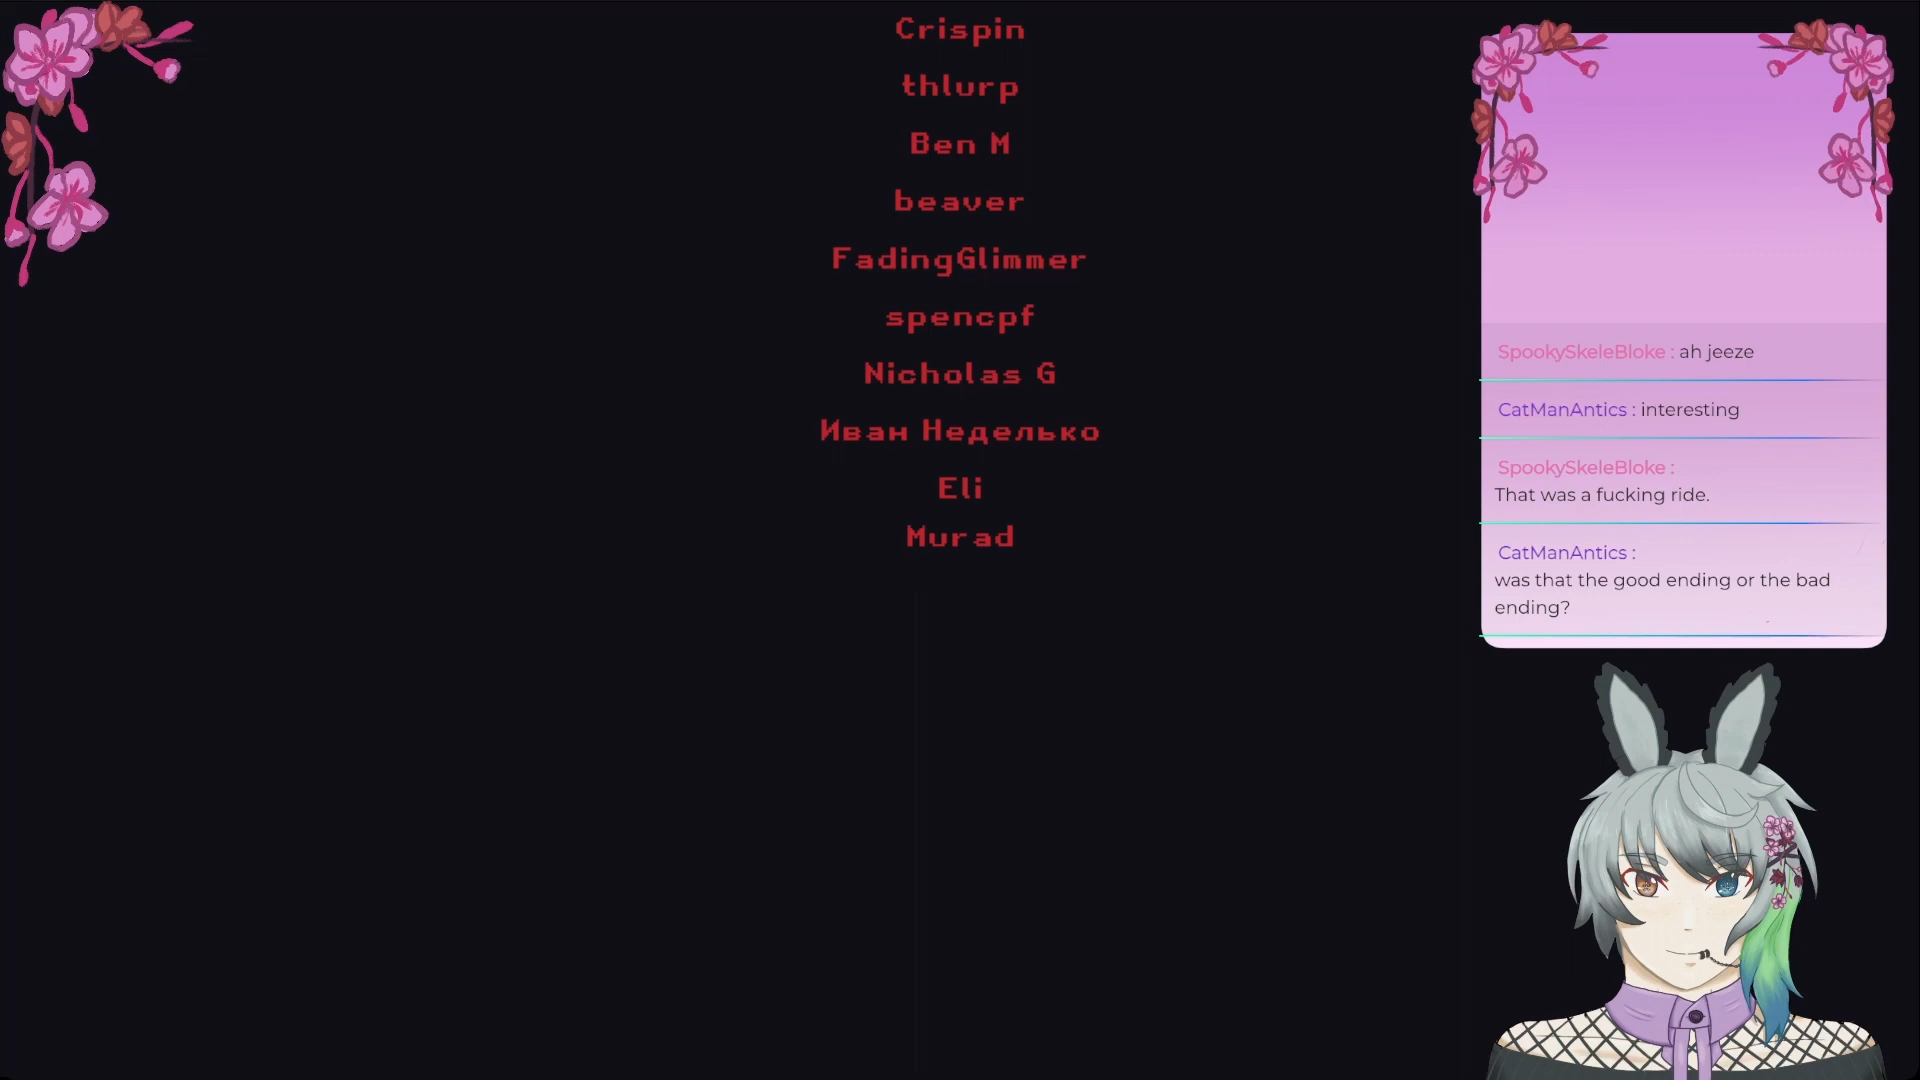 Crispin
thlurp
Ben M
beaver
FadingGlimmer
spencpf
Nicholas G
Иван Неделько
Eli
Murad
SpookySkeleBloke : ah jeeze
CatManAntics : interesting
SpookySkeleBloke :
That was a fucking ride.
CatManAntics :
was that the good ending or the bad
ending?